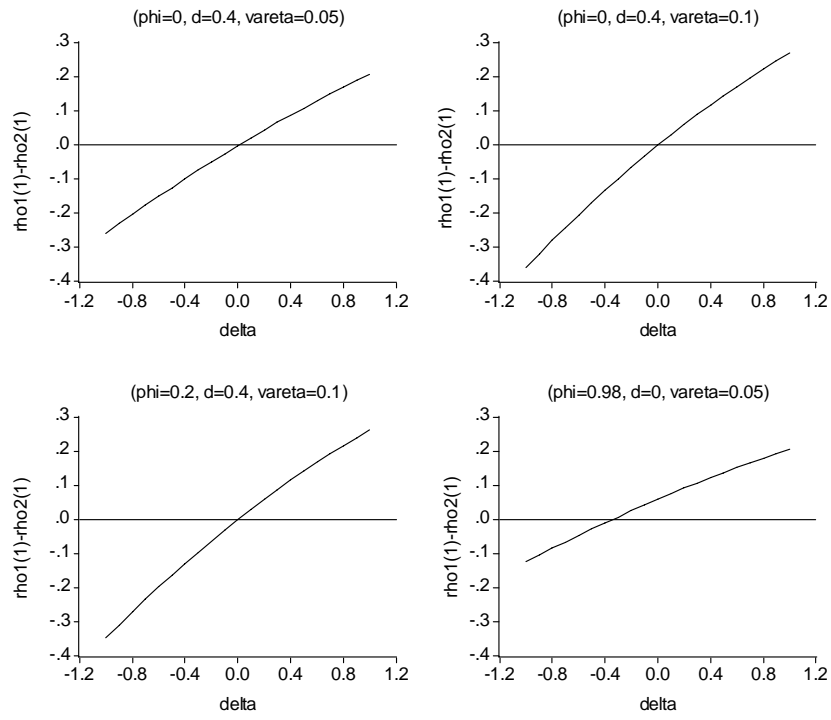 (phi=0, d=0.4, vareta=0.05)
.3
.2
.1
.0
-.1
-.2
-.3
-.4
rho1(1)-rho2(1)
-1.2 -0.8 -0.4 0.0 0.4 0.8 1.2
delta
(phi=0, d=0.4, vareta=0.1)
.3
.2
.1
.0
-.1
-.2
-.3
-.4
rho1(1)-rho2(1)
-1.2 -0.8 -0.4 0.0 0.4 0.8 1.2
delta
(phi=0.2, d=0.4, vareta=0.1)
.3
.2
.1
.0
-.1
-.2
-.3
-.4
rho1(1)-rho2(1)
-1.2 -0.8 -0.4 0.0 0.4 0.8 1.2
delta
(phi=0.98, d=0, vareta=0.05)
.3
.2
.1
.0
-.1
-.2
-.3
-.4
rho1(1)-rho2(1)
-1.2 -0.8 -0.4 0.0 0.4 0.8 1.2
delta